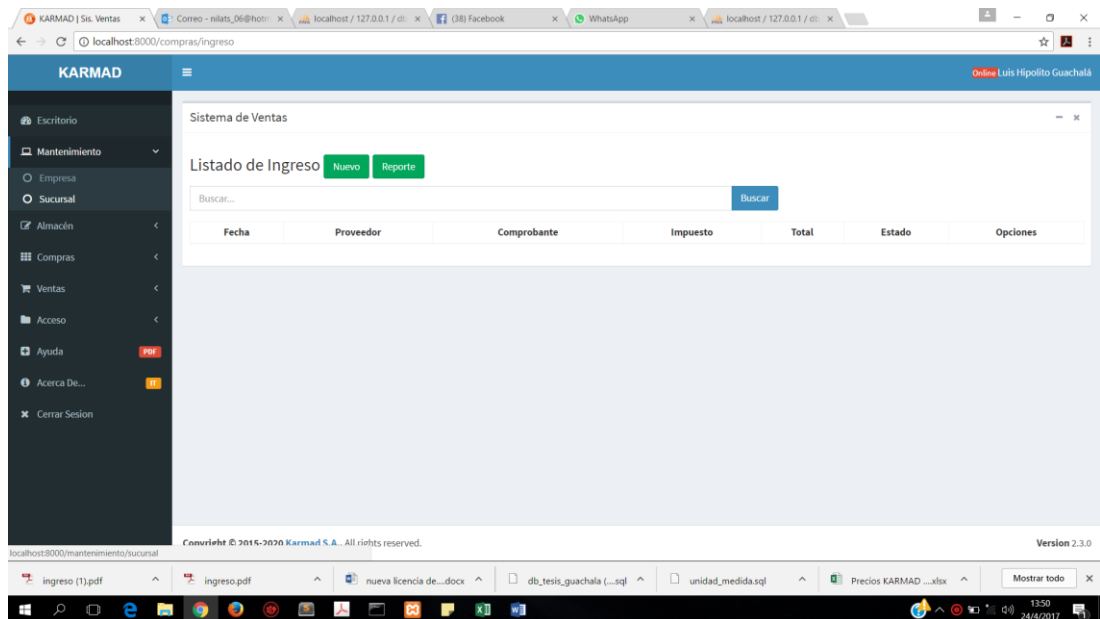 KARMAD | Sis. Ventas
Correo - nilats_06@hotm
localhost / 127.0.0.1 / db
(38) Facebook
WhatsApp
localhost / 127.0.0.1 / db
localhost:8000/compras/ingreso
KARMAD
Online Luis Hipolito Guachalá
Escritorio
Mantenimiento
Empresa
Sucursal
Almacén
Compras
Ventas
Acceso
Ayuda PDF
Acerca De... IT
Cerrar Sesion
Sistema de Ventas
Listado de Ingreso Nuevo Reporte
Buscar... Buscar
Fecha Proveedor Comprobante Impuesto Total Estado Opciones
Copyright © 2015-2020 Karmad S.A.. All rights reserved. Version 2.3.0
localhost:8000/mantenimiento/sucursal
ingreso (1).pdf
ingreso.pdf
nueva licencia de....docx
db_tesis_guachala (....sql
unidad_medida.sql
Precios KARMAD ....xlsx
Mostrar todo
13:50
24/4/2017